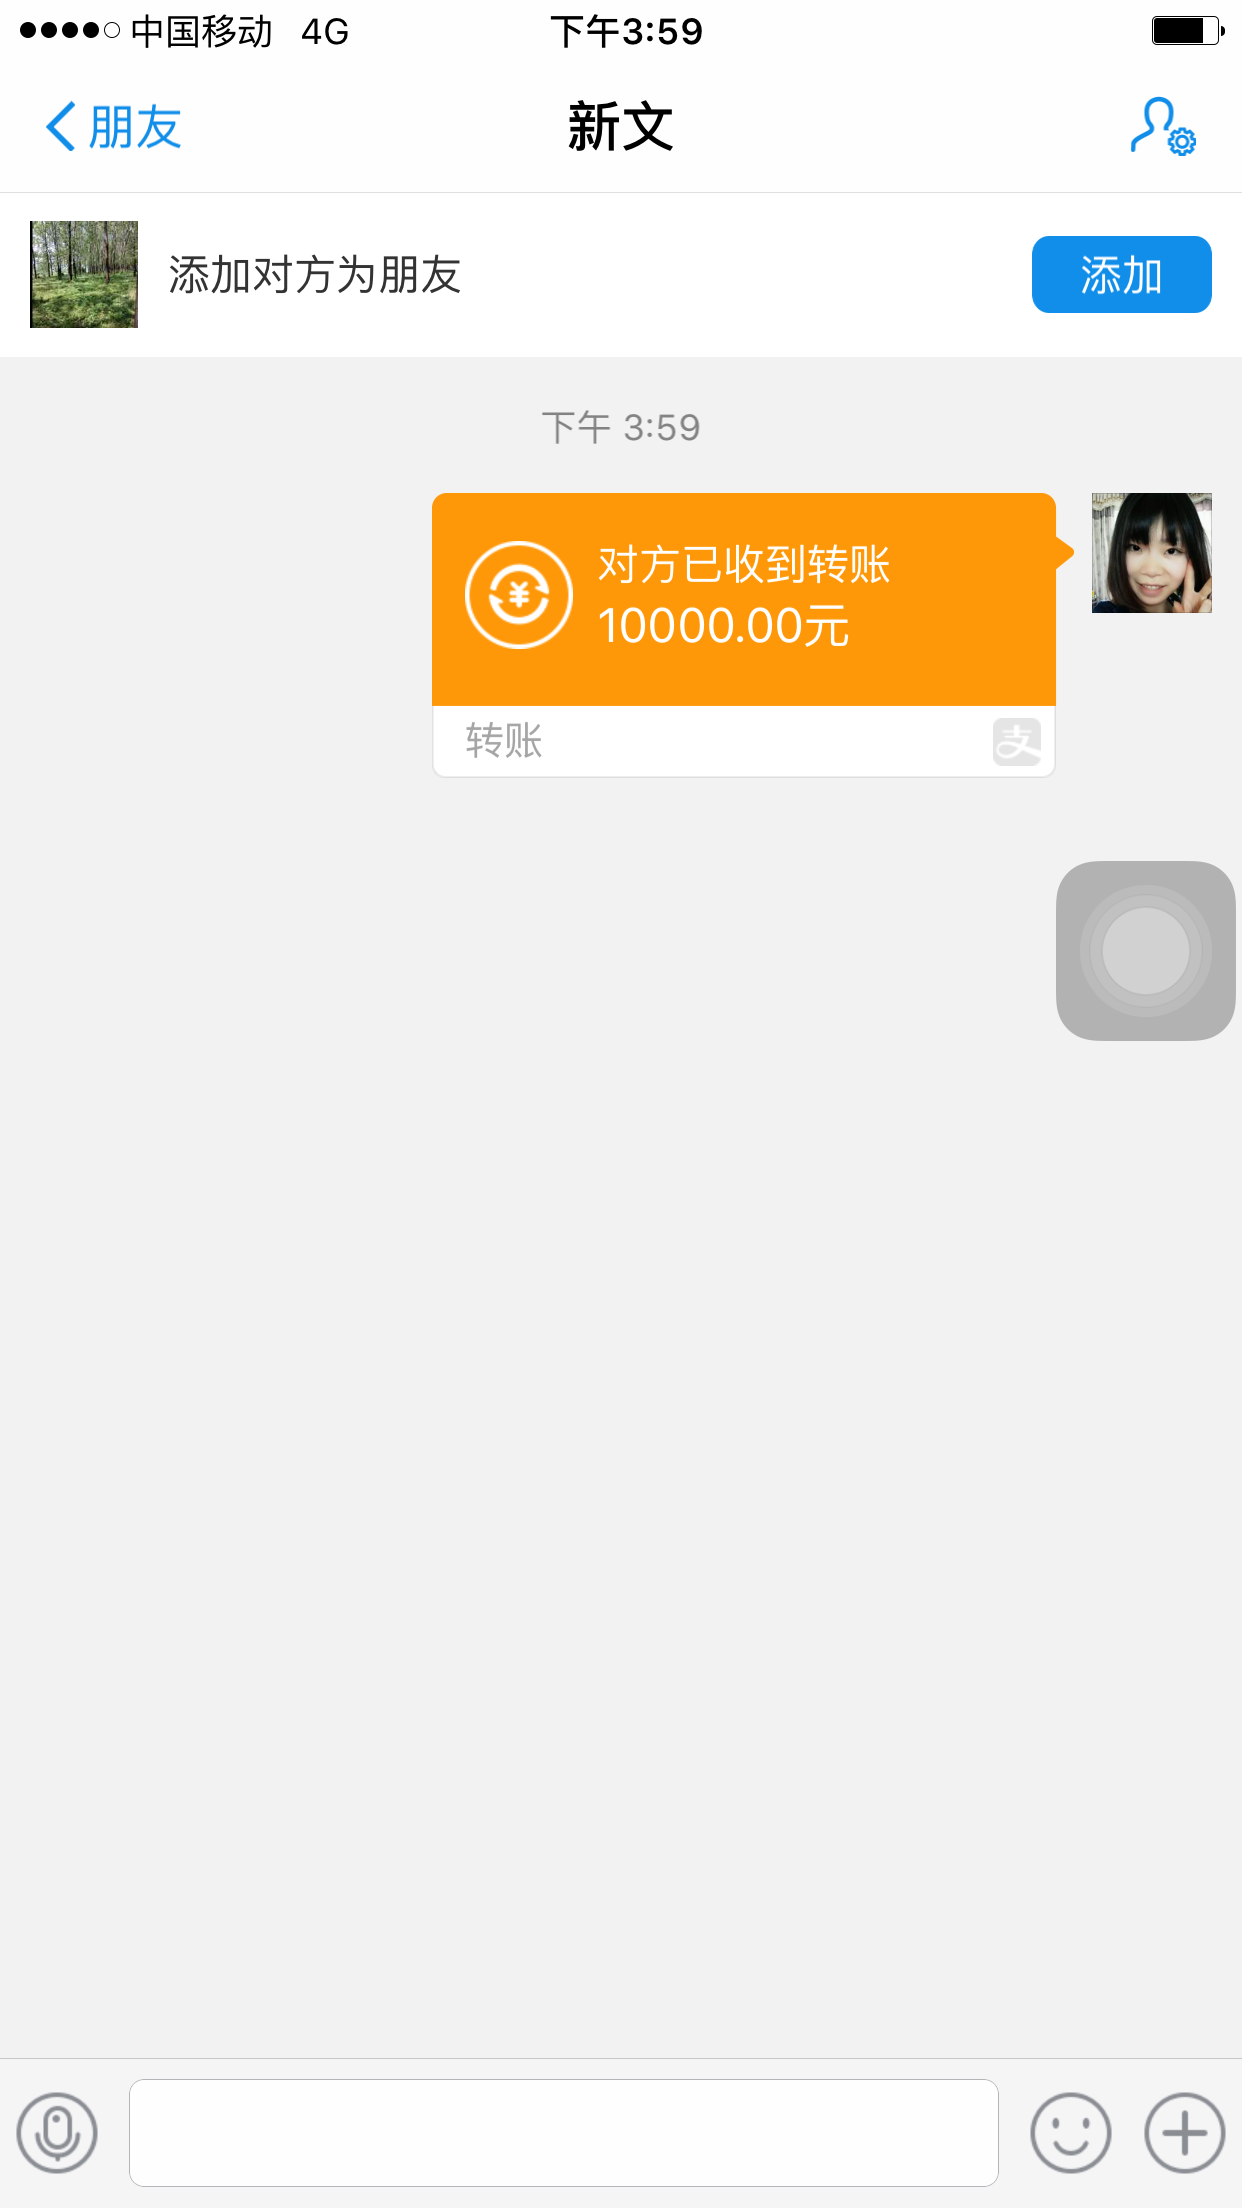 中国移动 4G 下午3:59
朋友 新文
添加对方为朋友 添加
下午 3:59
对方已收到转账
10000.00元
转账 支